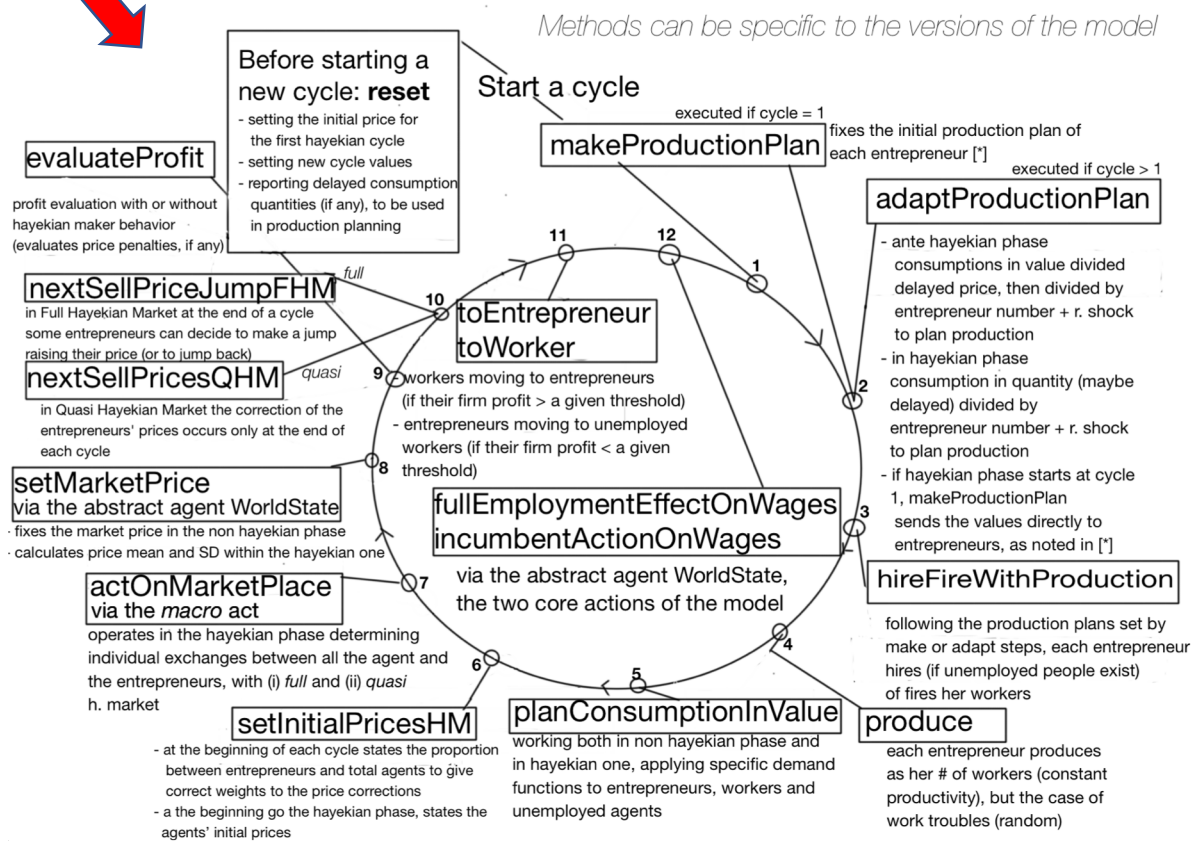 Methods can be specific to the versions of the model
Before starting a
new cycle: reset
- setting the initial price for
the first hayekian cycle
- setting new cycle values
- reporting delayed consumption
quantities (if any), to be used
in production planning
Start a cycle
executed if cycle = 1
makeProductionPlan
fixes the initial production plan of
each entrepreneur [*]
executed if cycle > 1
adaptProductionPlan
- ante hayekian phase
consumptions in value divided
delayed price, then divided by
entrepreneur number + r. shock
to plan production
- in hayekian phase
consumption in quantity (maybe
delayed) divided by
entrepreneur number + r. shock
to plan production
- if hayekian phase starts at cycle
1, makeProductionPlan
sends the values directly to
entrepreneurs, as noted in [*]
evaluateProfit
profit evaluation with or without
hayekian maker behavior
(evaluates price penalties, if any)
nextSellPriceJumpFHM
full
in Full Hayekian Market at the end of a cycle
some entrepreneurs can decide to make a jump
raising their price (or to jump back)
nextSellPricesQHM
quasi
in Quasi Hayekian Market the correction of the
entrepreneurs' prices occurs only at the end of
each cycle
setMarketPrice
via the abstract agent WorldState
- fixes the market price in the non hayekian phase
- calculates price mean and SD within the hayekian one
actOnMarketPlace
via the macro act
operates in the hayekian phase determining
individual exchanges between all the agent and
the entrepreneurs, with (i) full and (ii) quasi
h. market
setInitialPricesHM
- at the beginning of each cycle states the proportion
between entrepreneurs and total agents to give
correct weights to the price corrections
- a the beginning go the hayekian phase, states the
agents' initial prices
planConsumptionInValue
working both in non hayekian phase and
in hayekian one, applying specific demand
functions to entrepreneurs, workers and
unemployed agents
produce
each entrepreneur produces
as her # of workers (constant
productivity), but the case of
work troubles (random)
hireFireWithProduction
following the production plans set by
make or adapt steps, each entrepreneur
hires (if unemployed people exist)
of fires her workers
toEntrepreneur
toWorker
- workers moving to entrepreneurs
(if their firm profit > a given threshold)
- entrepreneurs moving to unemployed
workers (if their firm profit < a given
threshold)
fullEmploymentEffectOnWages
incumbentActionOnWages
via the abstract agent WorldState,
the two core actions of the model
1
2
3
4
5
6
7
8
9
10
11
12